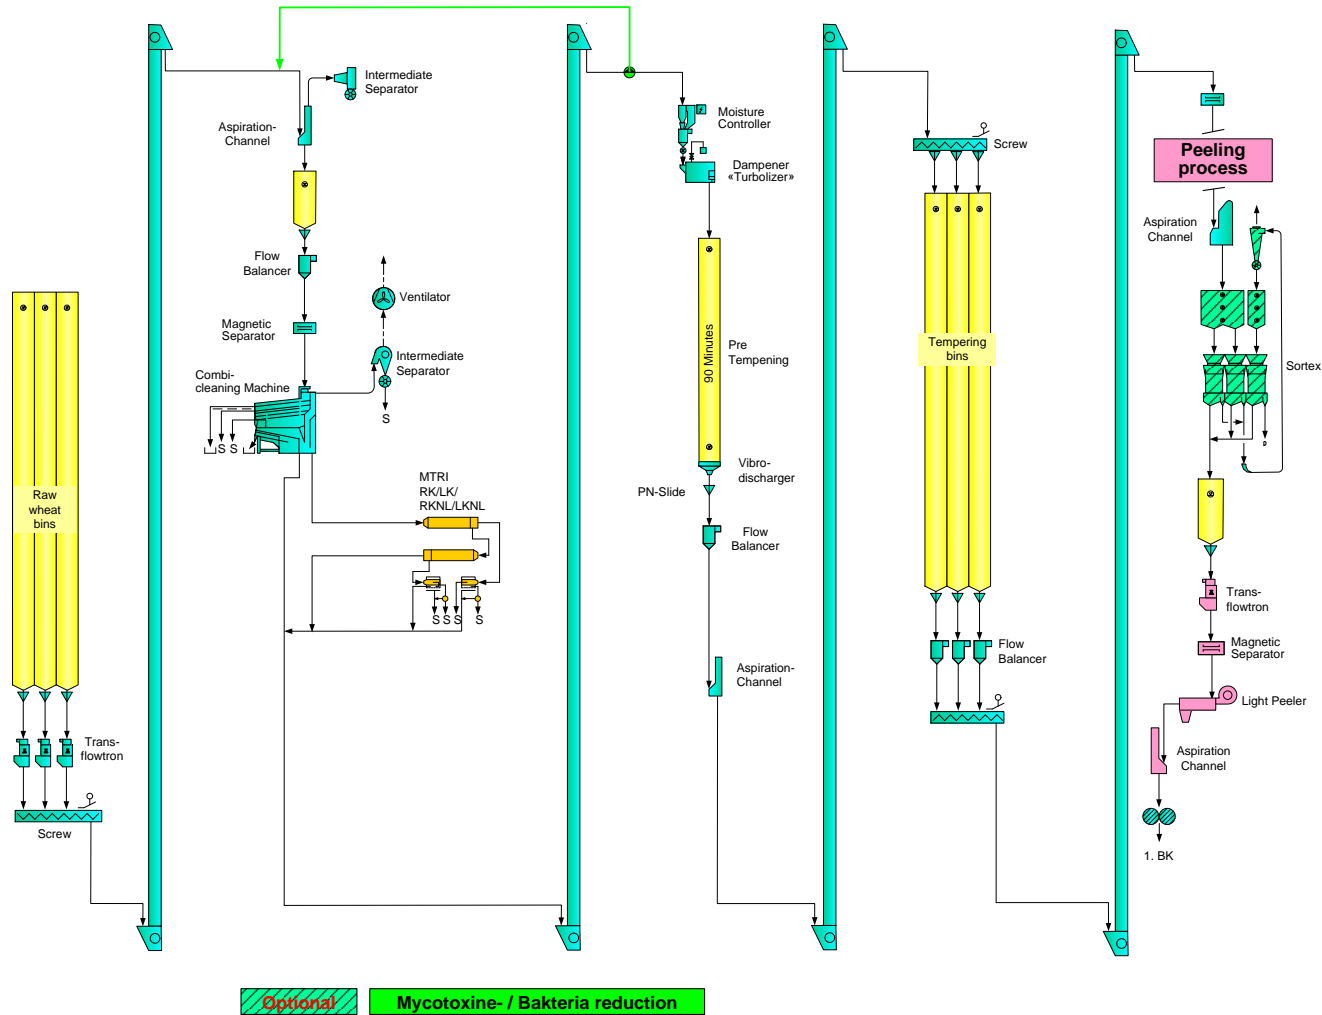 Intermediate
Separator
Aspiration-
Channel
Flow
Balancer
Magnetic
Separator
Ventilator
Intermediate
Separator
Combi-
cleaning Machine
S
S
S
MTRI
RK/LK/
RKNL/LKNL
S
S
S
S
Raw
wheat
bins
Trans-
flowtron
Screw
Moisture
Controller
Dampener
«Turbolizer»
90 Minutes
Pre
Tempening
Vibro-
discharger
PN-Slide
Flow
Balancer
Aspiration-
Channel
Screw
Tempering
bins
Flow
Balancer
Peeling
process
Aspiration
Channel
Sortex
Trans-
flowtron
Magnetic
Separator
Light Peeler
Aspiration
Channel
1. BK
Optional
Mycotoxine- / Bakteria reduction